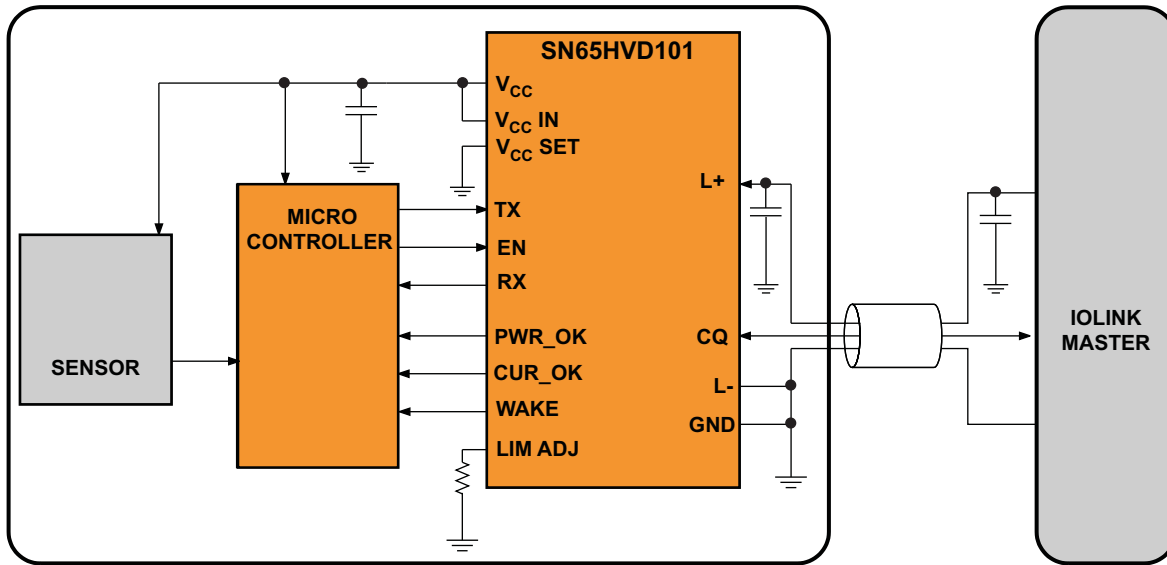 SN65HVD101
VCC
VCC IN
VCC SET
L+
MICRO
CONTROLLER
TX
EN
RX
PWR_OK
CUR_OK
WAKE
LIM ADJ
CQ
L-
GND
SENSOR
IOLINK
MASTER